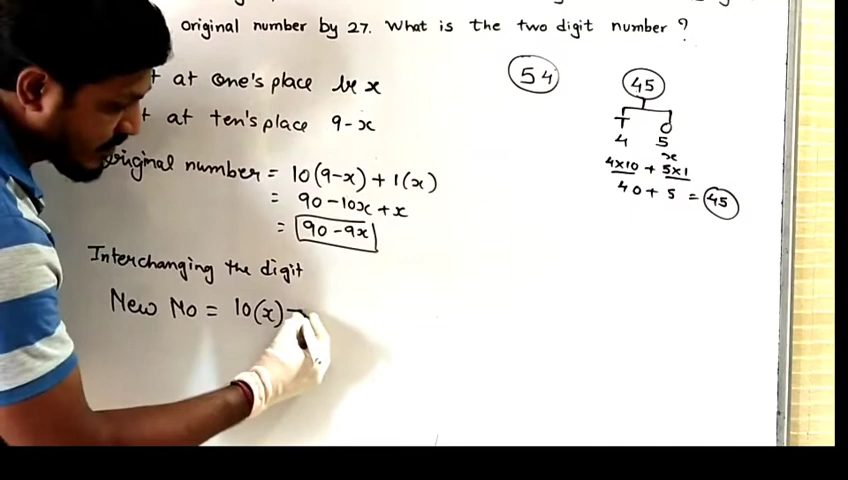 original number by 27. What is the two digit number ?
at one's place be x
at ten's place 9-x
Original number = 10(9-x) + 1(x)
= 90 - 10x + x
= 90 - 9x
Interchanging the digit
New No = 10(x)
54
45
T O
4 5
x
4x10 + 5x1
40 + 5 = 45